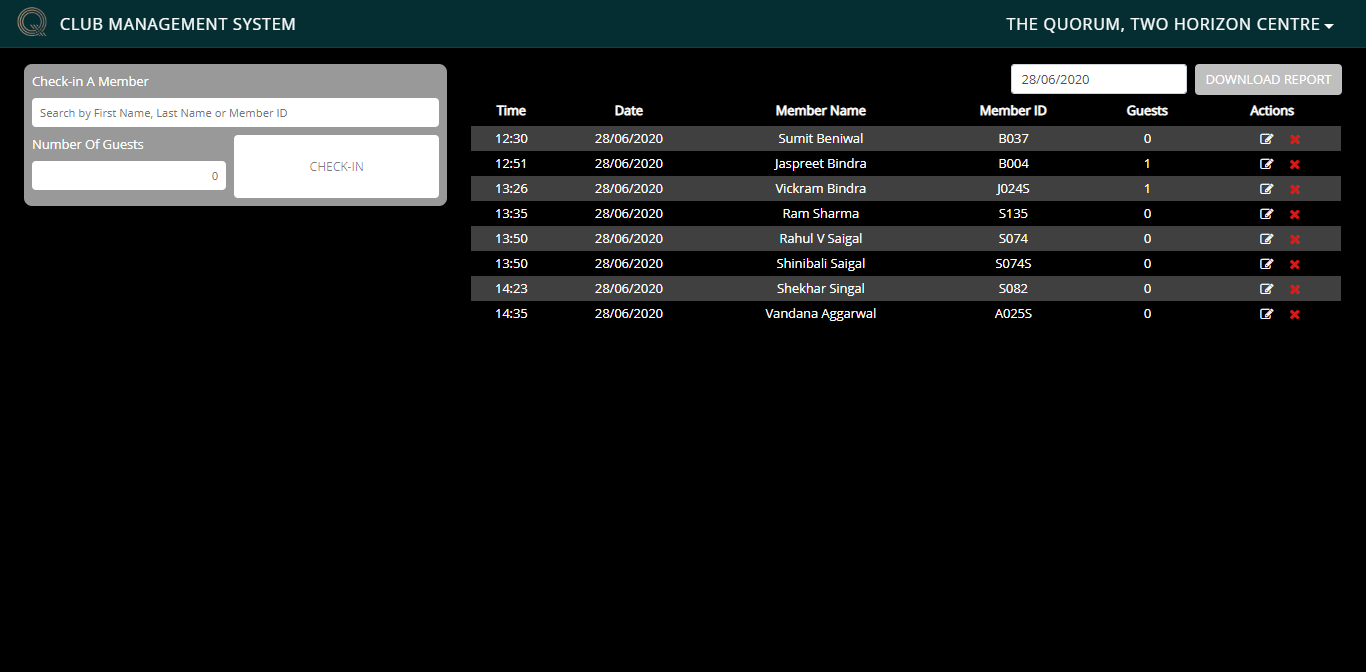 CLUB MANAGEMENT SYSTEM
THE QUORUM, TWO HORIZON CENTRE
Check-in A Member
Search by First Name, Last Name or Member ID
Number Of Guests
0
CHECK-IN
28/06/2020
DOWNLOAD REPORT
Time Date Member Name Member ID Guests Actions
12:30 28/06/2020 Sumit Beniwal B037 0
12:51 28/06/2020 Jaspreet Bindra B004 1
13:26 28/06/2020 Vickram Bindra J024S 1
13:35 28/06/2020 Ram Sharma S135 0
13:50 28/06/2020 Rahul V Saigal S074 0
13:50 28/06/2020 Shinibali Saigal S074S 0
14:23 28/06/2020 Shekhar Singal S082 0
14:35 28/06/2020 Vandana Aggarwal A025S 0